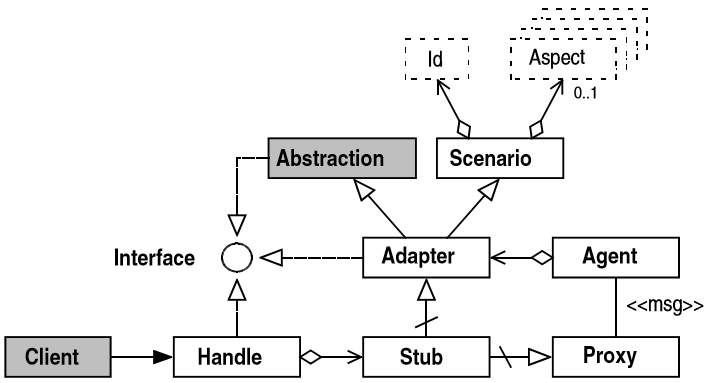 Id
Aspect
0..1
Abstraction
Scenario
Interface
Adapter
Agent
<<msg>>
Client
Handle
Stub
Proxy